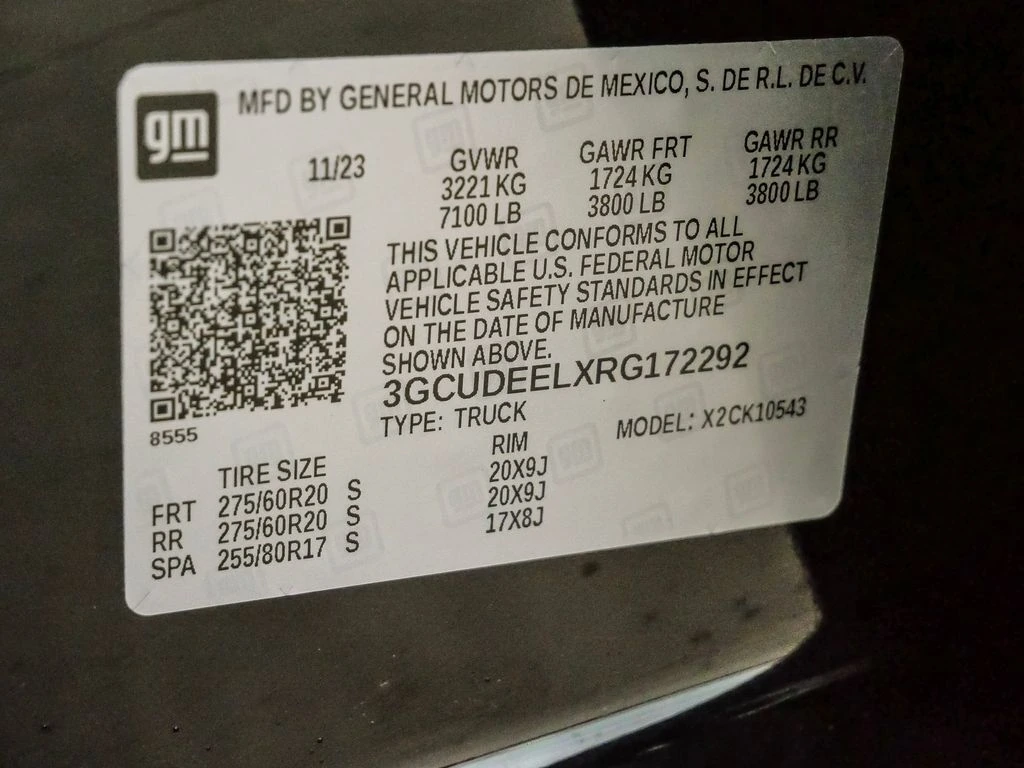 gm
MFD BY GENERAL MOTORS DE MEXICO, S. DE R.L. DE C.V.
11/23 GVWR GAWR FRT GAWR RR
3221 KG 1724 KG 1724 KG
7100 LB 3800 LB 3800 LB
THIS VEHICLE CONFORMS TO ALL
APPLICABLE U.S. FEDERAL MOTOR
VEHICLE SAFETY STANDARDS IN EFFECT
ON THE DATE OF MANUFACTURE
SHOWN ABOVE.
3GCUDEELXRG172292
8555
TYPE: TRUCK MODEL: X2CK10543
TIRE SIZE RIM
FRT 275/60R20 S 20X9J
RR 275/60R20 S 20X9J
SPA 255/80R17 S 17X8J